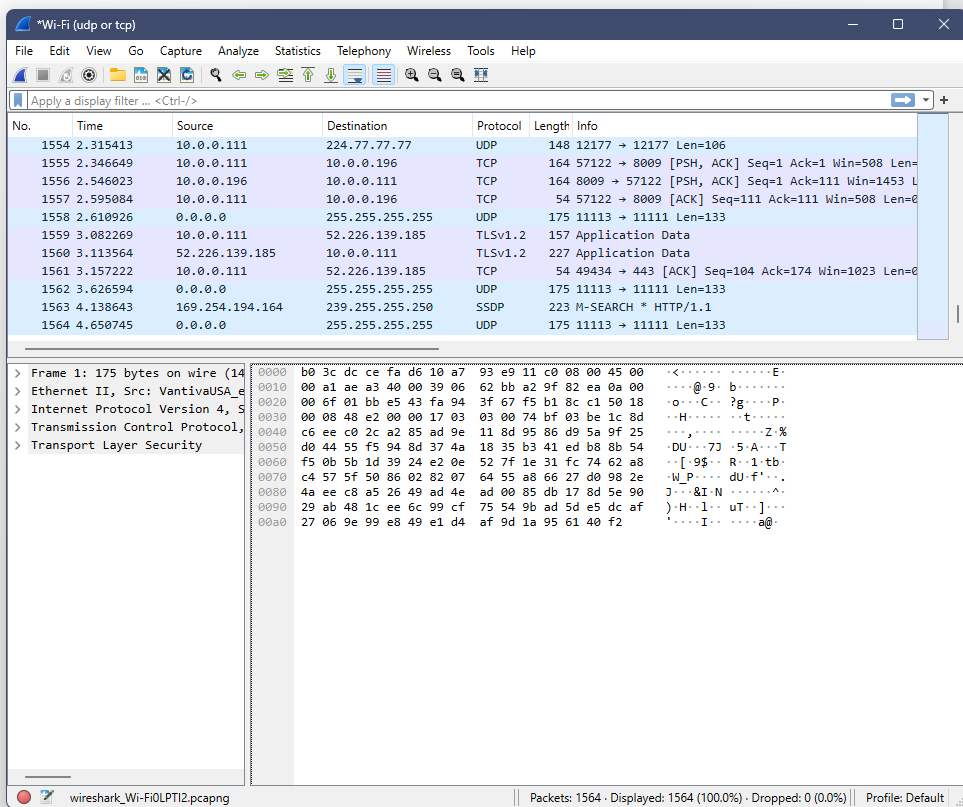 *Wi-Fi (udp or tcp)
File Edit View Go Capture Analyze Statistics Telephony Wireless Tools Help
Apply a display filter ... <Ctrl-/>
No. Time Source Destination Protocol Length Info
1554 2.315413 10.0.0.111 224.77.77.77 UDP 148 12177 → 12177 Len=106
1555 2.346649 10.0.0.111 10.0.0.196 TCP 164 57122 → 8009 [PSH, ACK] Seq=1 Ack=1 Win=508 Len=
1556 2.546023 10.0.0.196 10.0.0.111 TCP 164 8009 → 57122 [PSH, ACK] Seq=1 Ack=111 Win=1453 L
1557 2.595084 10.0.0.111 10.0.0.196 TCP 54 57122 → 8009 [ACK] Seq=111 Ack=111 Win=508 Len=0
1558 2.610926 0.0.0.0 255.255.255.255 UDP 175 11113 → 11111 Len=133
1559 3.082269 10.0.0.111 52.226.139.185 TLSv1.2 157 Application Data
1560 3.113564 52.226.139.185 10.0.0.111 TLSv1.2 227 Application Data
1561 3.157222 10.0.0.111 52.226.139.185 TCP 54 49434 → 443 [ACK] Seq=104 Ack=174 Win=1023 Len=0
1562 3.626594 0.0.0.0 255.255.255.255 UDP 175 11113 → 11111 Len=133
1563 4.138643 169.254.194.164 239.255.255.250 SSDP 223 M-SEARCH * HTTP/1.1
1564 4.650745 0.0.0.0 255.255.255.255 UDP 175 11113 → 11111 Len=133
Frame 1: 175 bytes on wire (14
Ethernet II, Src: VantivaUSA_e
Internet Protocol Version 4, S
Transmission Control Protocol,
Transport Layer Security
0000 b0 3c dc ce fa d6 10 a7 93 e9 11 c0 08 00 45 00 ·<······ ······E·
0010 00 a1 ae a3 40 00 39 06 62 bb a2 9f 82 ea 0a 00 ····@·9· b·······
0020 00 6f 01 bb e5 43 fa 94 3f 67 f5 b1 8c c1 50 18 ·o···C·· ?g····P·
0030 00 08 48 e2 00 00 17 03 03 00 74 bf 03 be 1c 8d ··H····· ··t·····
0040 c6 ee c0 2c a2 85 ad 9e 11 8d 95 86 d9 5a 9f 25 ···,···· ·····Z·%
0050 d0 44 55 f5 94 8d 37 4a 18 35 b3 41 ed b8 8b 54 ·DU···7J ·5·A···T
0060 f5 0b 5b 1d 39 24 e2 0e 52 7f 1e 31 fc 74 62 a8 ··[·9$·· R··1·tb·
0070 c4 57 5f 50 86 02 82 07 64 55 a8 66 27 d0 98 2e ·W_P···· dU·f'··.
0080 4a ee c8 a5 26 49 ad 4e ad 00 85 db 17 8d 5e 90 J···&I·N ······^·
0090 29 ab 48 1c ee 6c 99 cf 75 54 9b ad 5d e5 dc af )·H··l·· uT··]···
00a0 27 06 9e 99 e8 49 e1 d4 af 9d 1a 95 61 40 f2 '····I·· ····a@·
wireshark_Wi-Fi0LPTI2.pcapng
Packets: 1564 · Displayed: 1564 (100.0%) · Dropped: 0 (0.0%)
Profile: Default